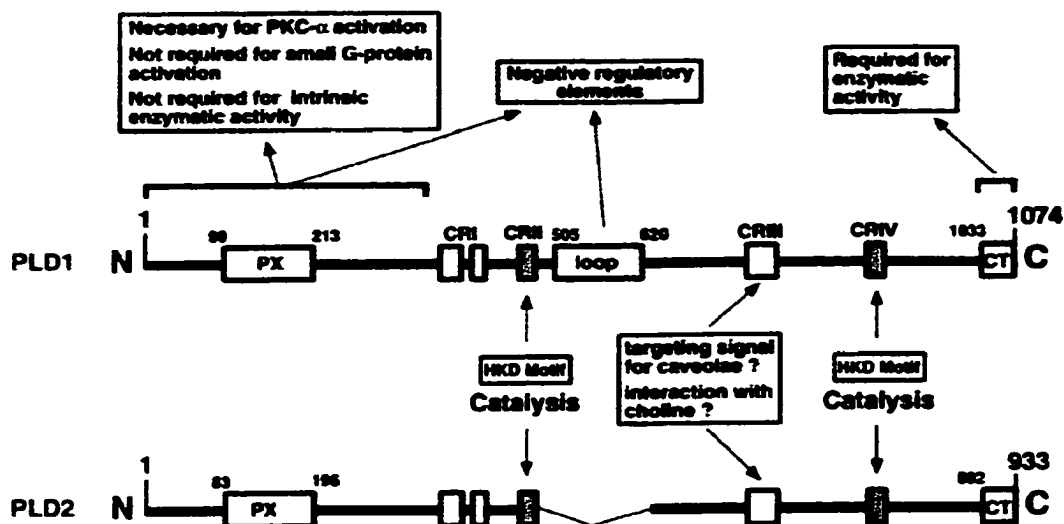 Necessary for PKC-α activation
Not required for small G-protein
activation
Not required for intrinsic
enzymatic activity
Negative regulatory
elements
Required for
enzymatic
activity
1
1074
213
CRI
CRII
505
620
CRIII
CRIV
1033
PLD1
N
PX
loop
CT
C
targeting signal
for caveolae ?
interaction with
choline ?
HKD Motif
Catalysis
HKD Motif
Catalysis
1
933
83
196
882
PLD2
N
PX
CT
C